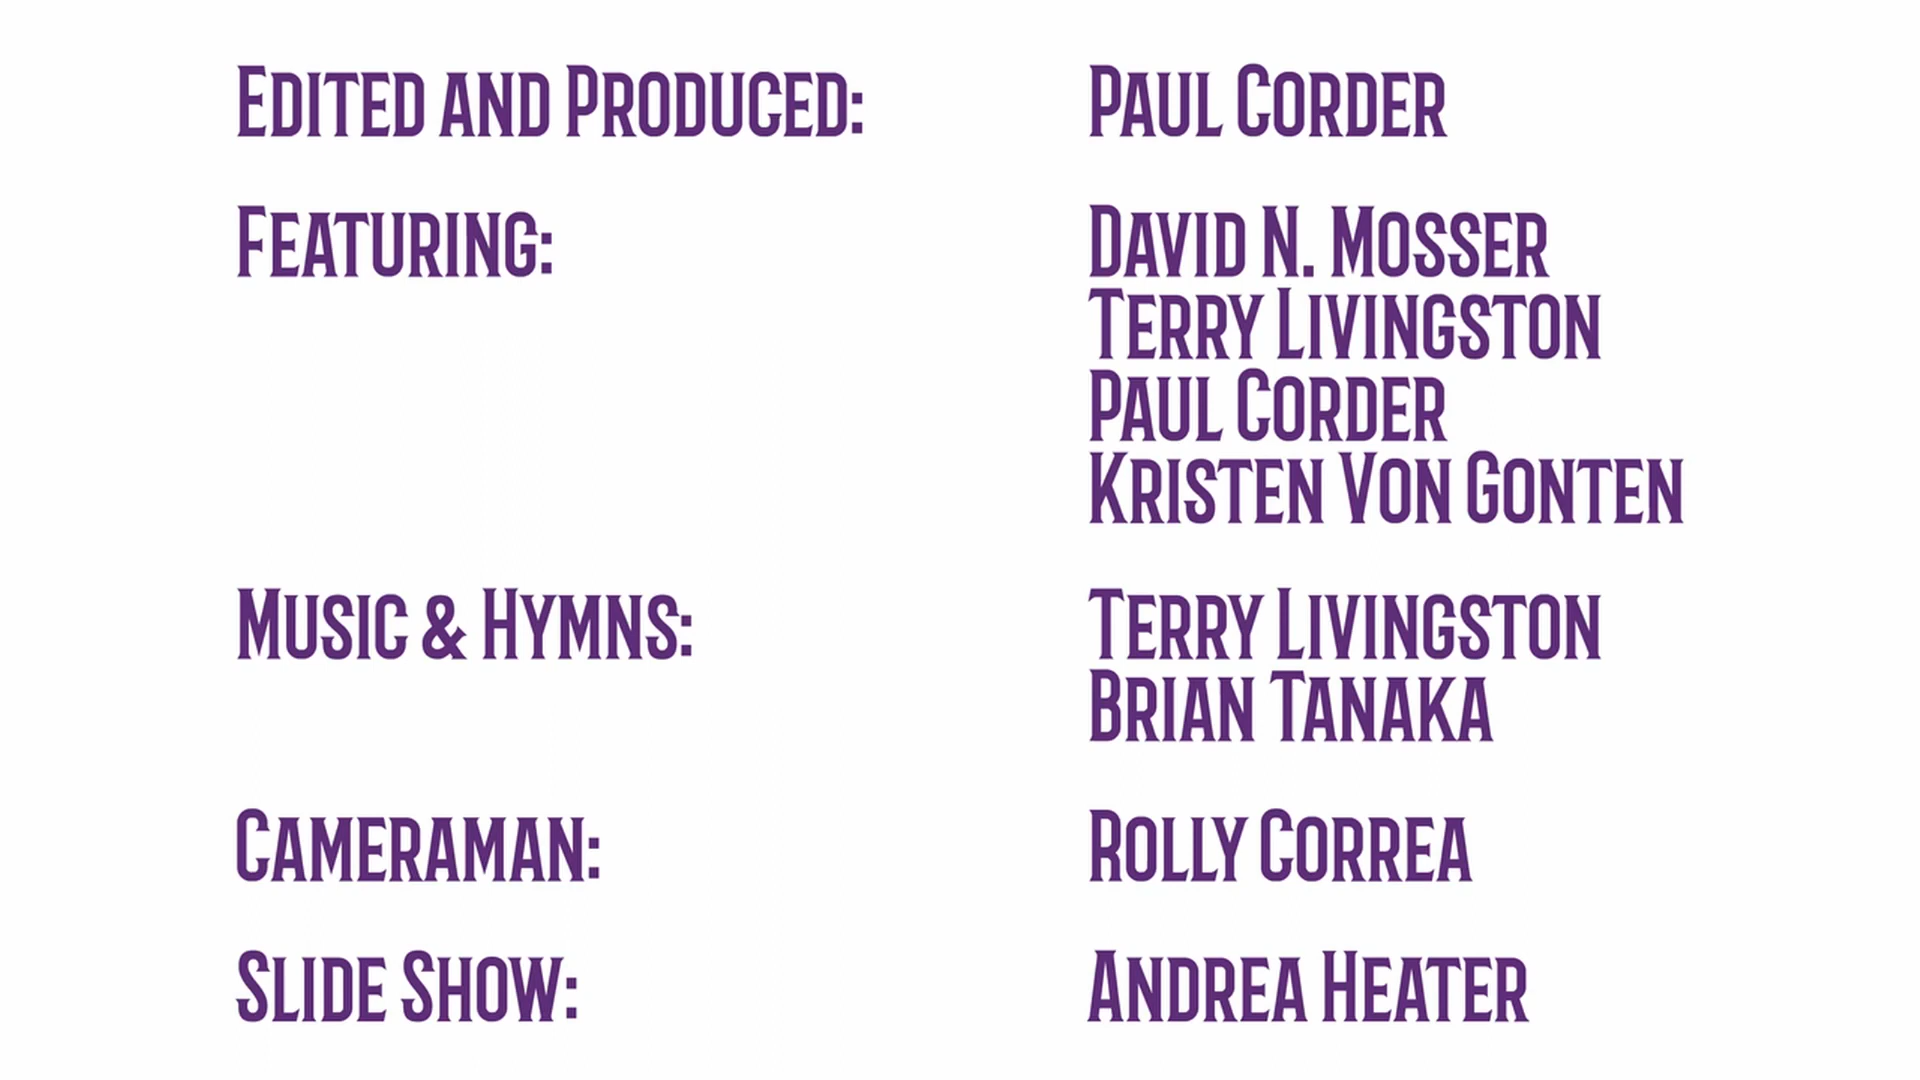 Edited and Produced: Paul Corder
Featuring: David N. Mosser
Terry Livingston
Paul Corder
Kristen Von Gonten
Music & Hymns: Terry Livingston
Brian Tanaka
Cameraman: Rolly Correa
Slide Show: Andrea Heater